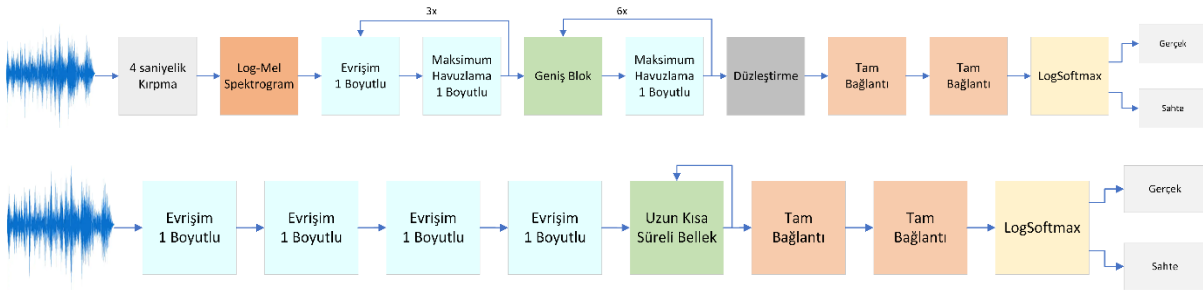 3x
6x
4 saniyelik
Kırpma
Log-Mel
Spektrogram
Evrişim
1 Boyutlu
Maksimum
Havuzlama
1 Boyutlu
Geniş Blok
Maksimum
Havuzlama
1 Boyutlu
Düzleştirme
Tam
Bağlantı
Tam
Bağlantı
LogSoftmax
Gerçek
Sahte
Evrişim
1 Boyutlu
Evrişim
1 Boyutlu
Evrişim
1 Boyutlu
Evrişim
1 Boyutlu
Uzun Kısa
Süreli Bellek
Tam
Bağlantı
Tam
Bağlantı
LogSoftmax
Gerçek
Sahte